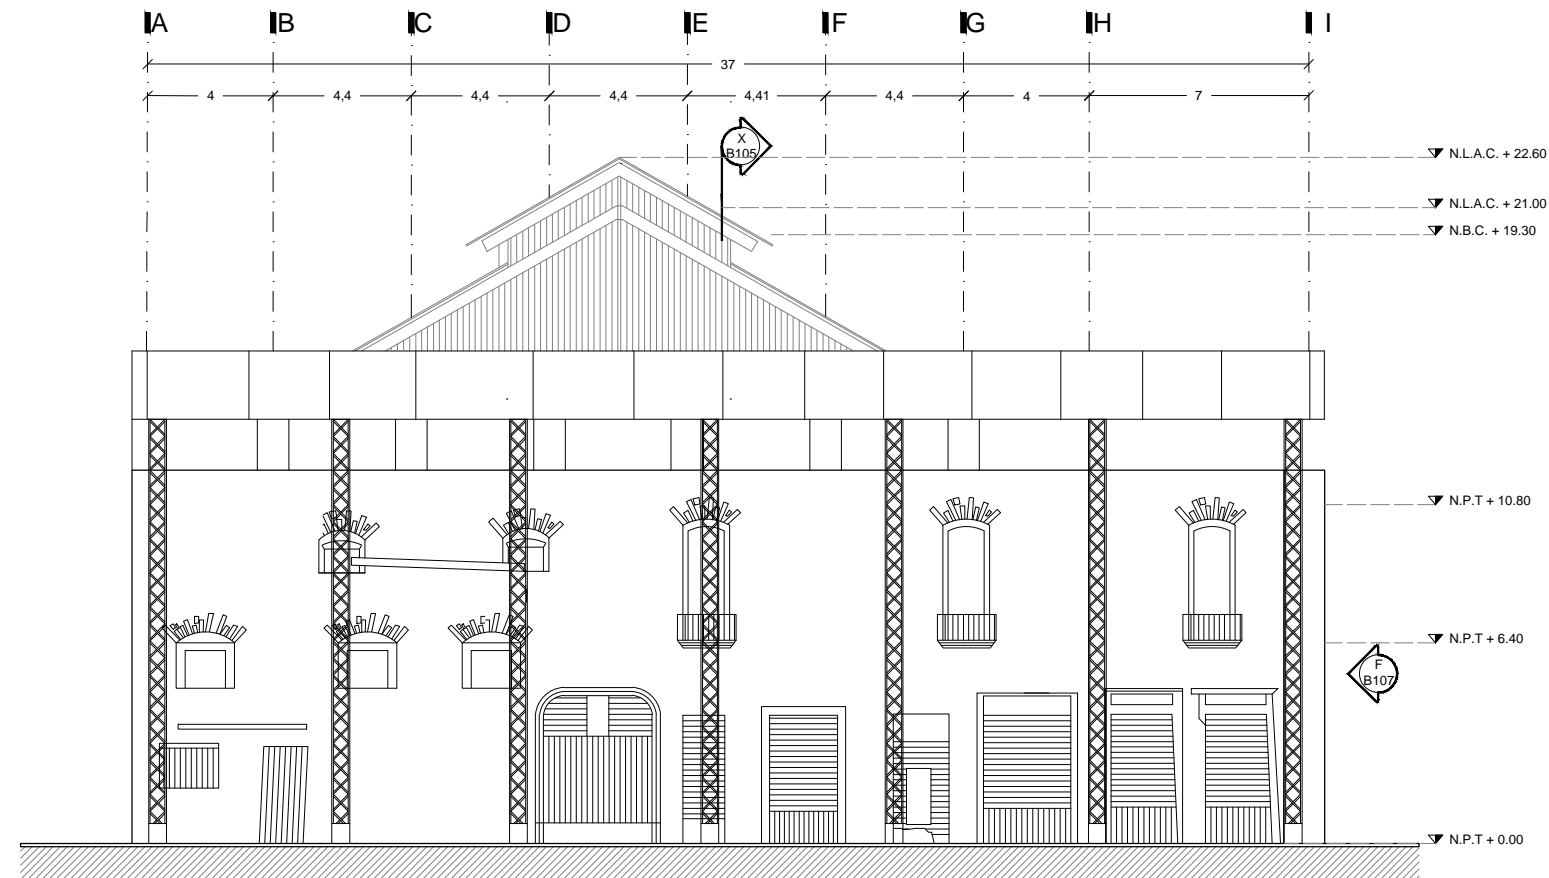 A B C D E F G H I
37
4 4,4 4,4 4,4 4,41 4,4 4 7
X
B105
N.L.A.C. + 22.60
N.L.A.C. + 21.00
N.B.C. + 19.30
N.P.T + 10.80
N.P.T + 6.40
F
B107
N.P.T + 0.00